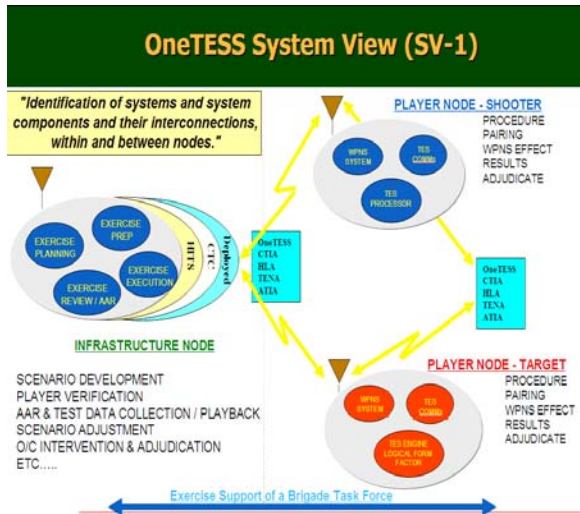 OneTESS System View (SV-1)
"Identification of systems and system
components and their interconnections,
within and between nodes."
EXERCISE
PLANNING
EXERCISE
PREP
EXERCISE
REVIEW / AAR
EXERCISE
EXECUTION
HITS
CTC
Deployed
OneTESS
CTIA
HLA
TENA
ATIA
INFRASTRUCTURE NODE
SCENARIO DEVELOPMENT
PLAYER VERIFICATION
AAR & TEST DATA COLLECTION / PLAYBACK
SCENARIO ADJUSTMENT
O/C INTERVENTION & ADJUDICATION
ETC…..
PLAYER NODE - SHOOTER
PROCEDURE
PAIRING
WPNS EFFECT
RESULTS
ADJUDICATE
WPNS
SYSTEM
TES
COMMs
TES
PROCESSOR
OneTESS
CTIA
HLA
TENA
ATIA
PLAYER NODE - TARGET
PROCEDURE
PAIRING
WPNS EFFECT
RESULTS
ADJUDICATE
WPNS
SYSTEM
TES
COMMs
TES ENGINE
LOGICAL FORM
FACTOR
Exercise Support of a Brigade Task Force